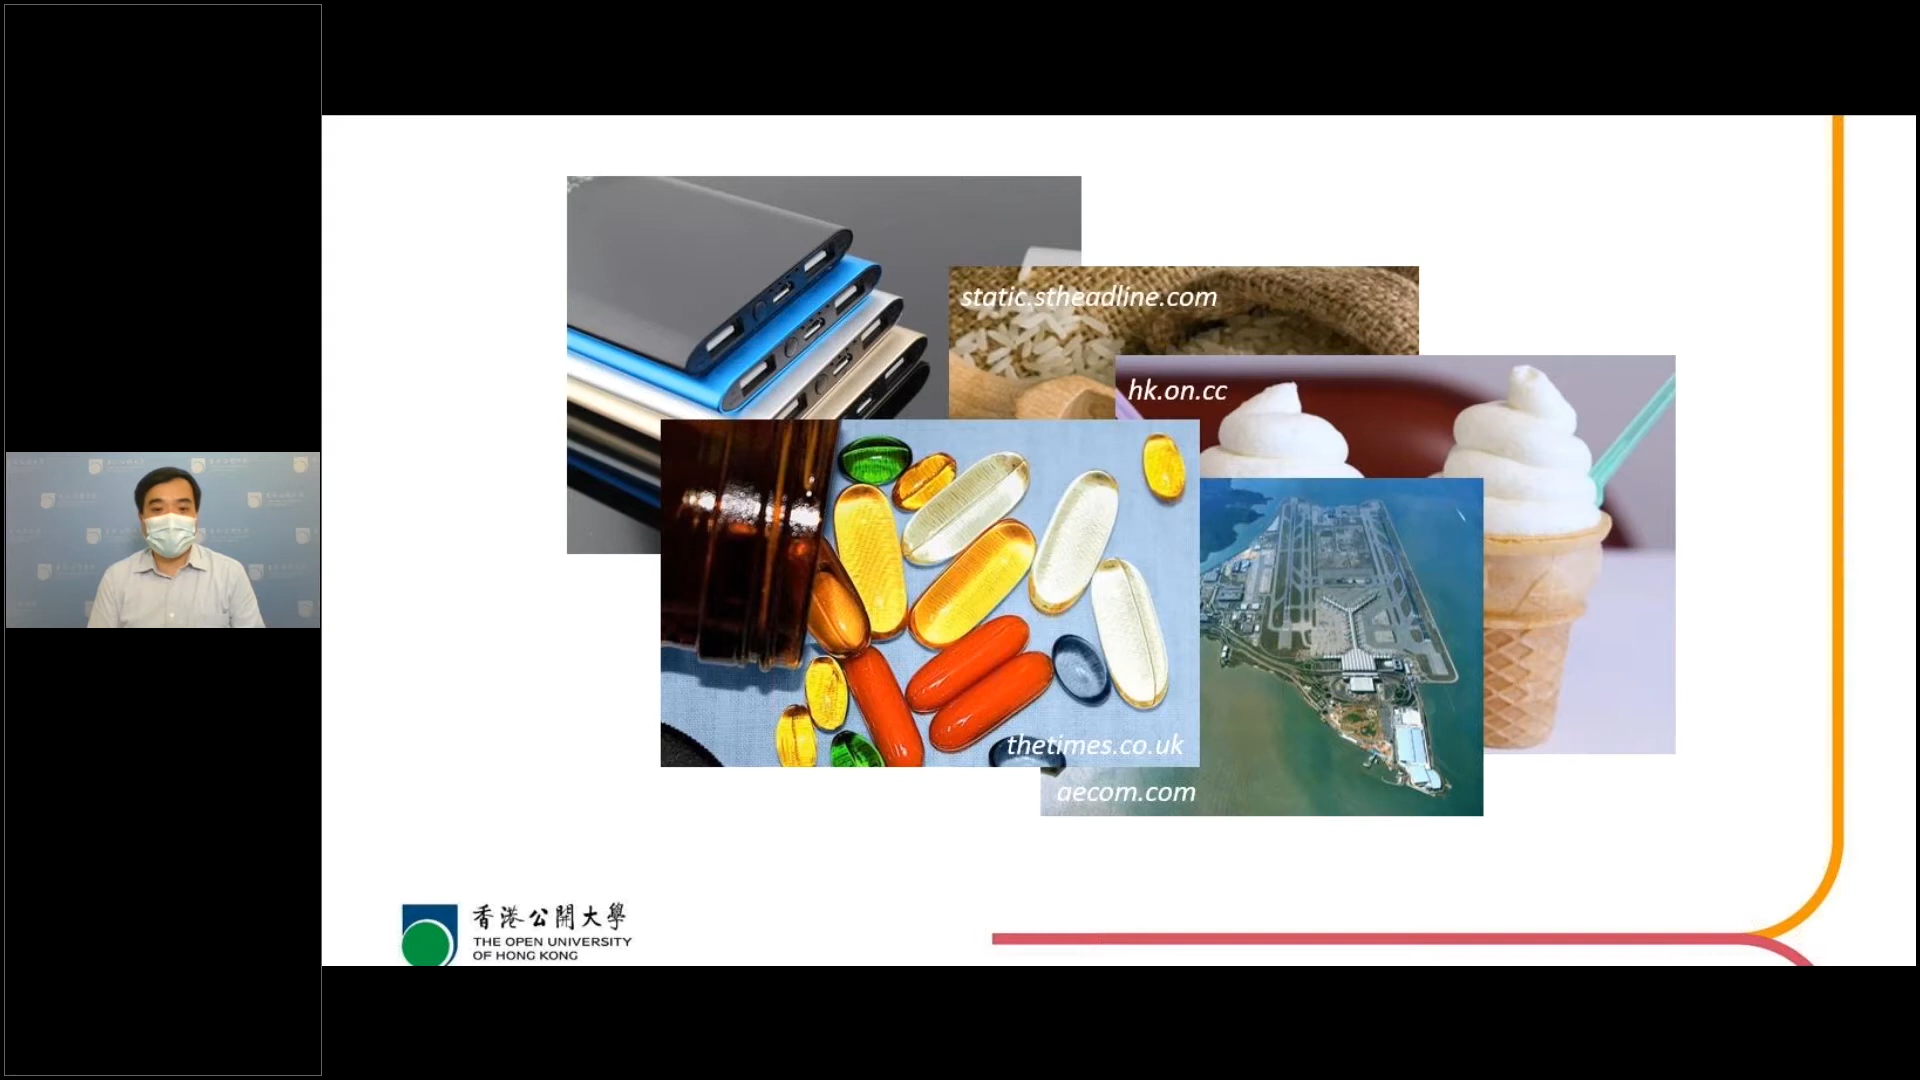 static.stheadline.com
hk.on.cc
thetimes.co.uk
aecom.com
香港公開大學
THE OPEN UNIVERSITY
OF HONG KONG